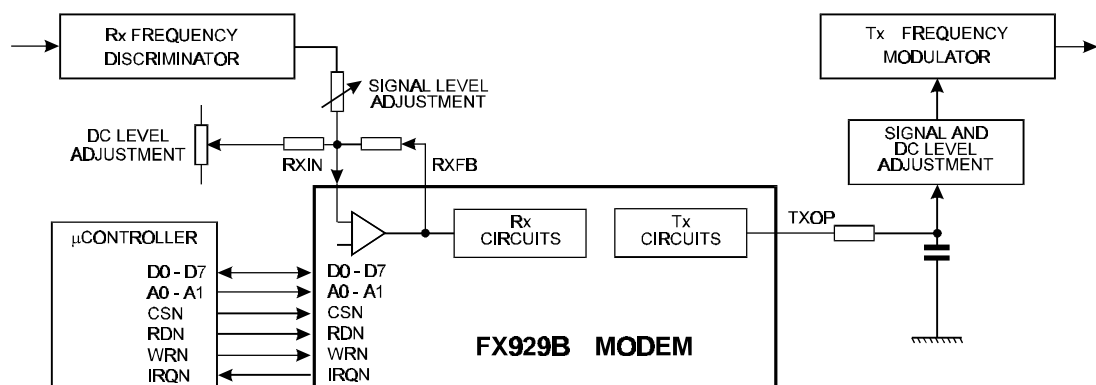 Rx FREQUENCY
DISCRIMINATOR
Tx FREQUENCY
MODULATOR
SIGNAL LEVEL
ADJUSTMENT
DC LEVEL
ADJUSTMENT
RXIN
RXFB
SIGNAL AND
DC LEVEL
ADJUSTMENT
µCONTROLLER
D0 - D7
A0 - A1
CSN
RDN
WRN
IRQN
D0 - D7
A0 - A1
CSN
RDN
WRN
IRQN
Rx
CIRCUITS
Tx
CIRCUITS
TXOP
FX929B MODEM